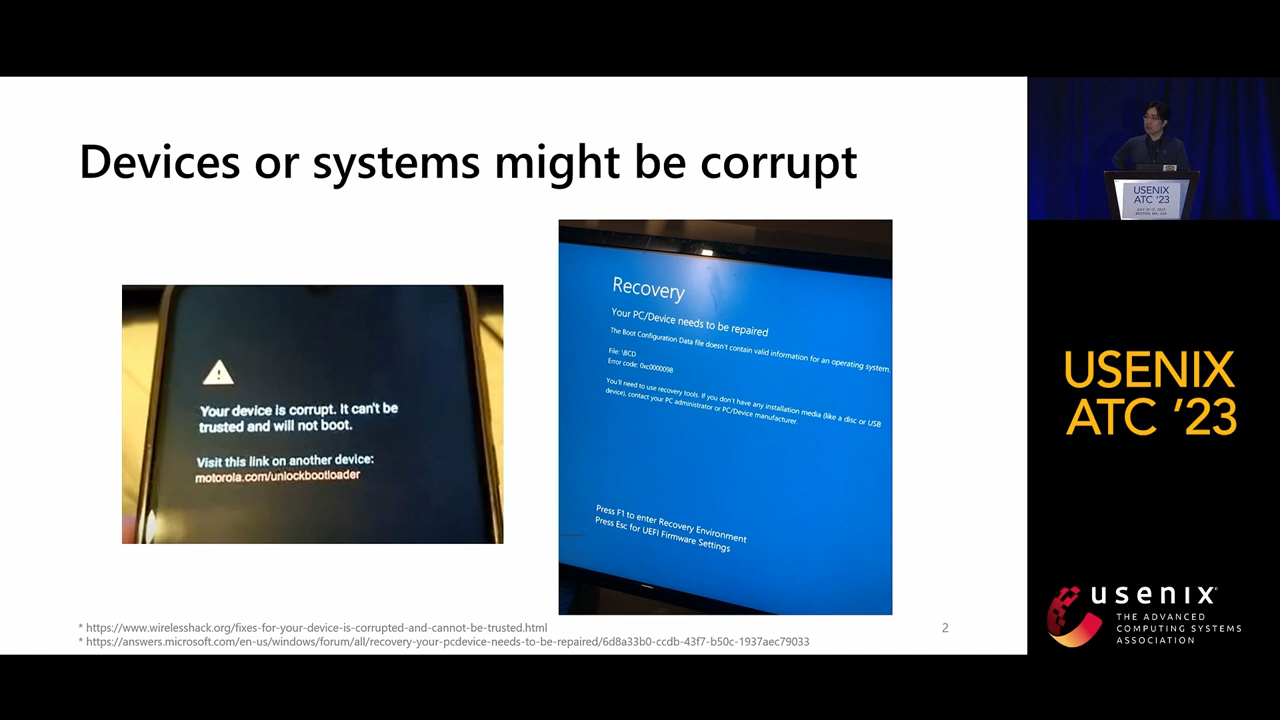 Devices or systems might be corrupt
Your device is corrupt. It can't be
trusted and will not boot.
Visit this link on another device:
motorola.com/unlockbootloader
Recovery
Your PC/Device needs to be repaired
The Boot Configuration Data file doesn't contain valid information for an operating system.
File: \BCD
Error code: 0xc0000098
You'll need to use recovery tools. If you don't have any installation media (like a disc or USB
device), contact your PC administrator or PC/Device manufacturer.
Press F1 to enter Recovery Environment
Press Esc for UEFI Firmware Settings
* https://www.wirelesshack.org/fixes-for-your-device-is-corrupted-and-cannot-be-trusted.html
* https://answers.microsoft.com/en-us/windows/forum/all/recovery-your-pcdevice-needs-to-be-repaired/6d8a33b0-ccdb-43f7-b50c-1937aec79033
2
USENIX
ATC '23
BOSTON, MA, USA
USENIX
ATC '23
usenix
THE ADVANCED
COMPUTING SYSTEMS
ASSOCIATION